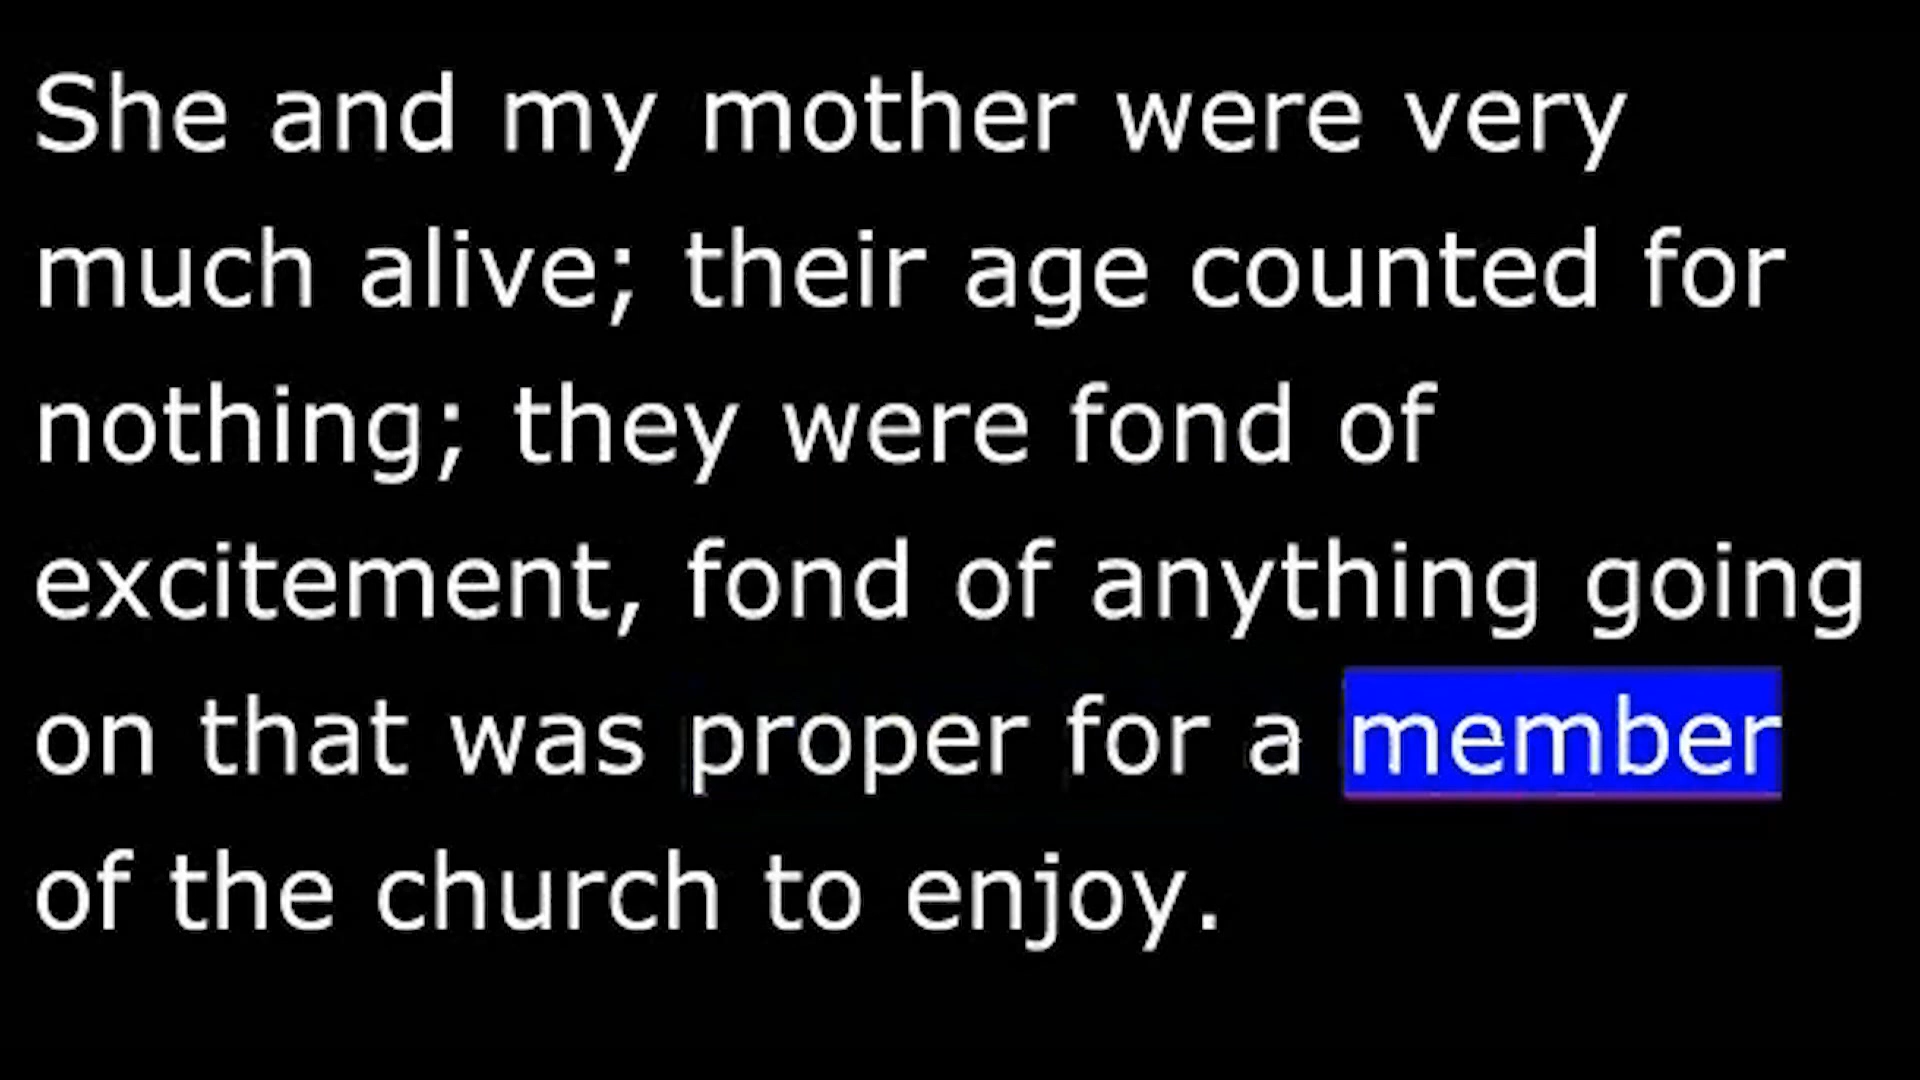 She and my mother were very
much alive; their age counted for
nothing; they were fond of
excitement, fond of anything going
on that was proper for a member
of the church to enjoy.